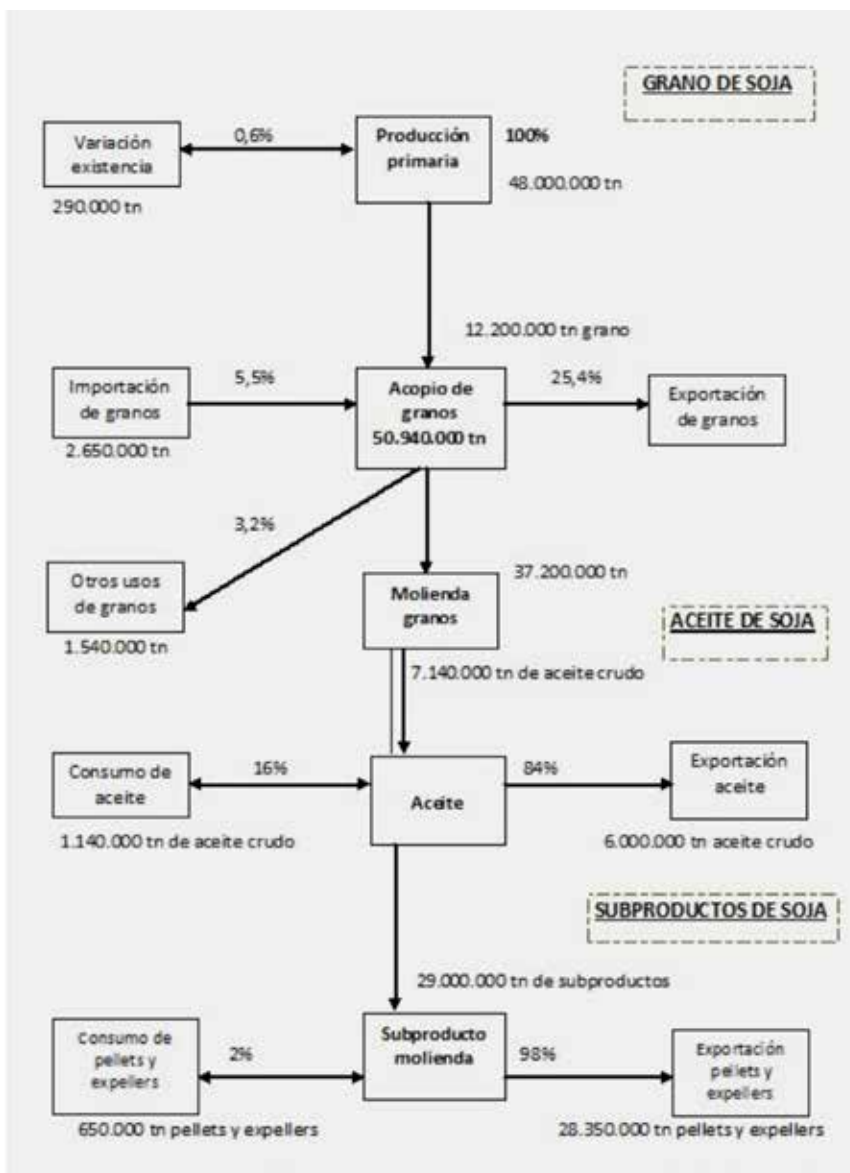 GRANO DE SOJA
Variación
existencia
290.000 tn
0,6%
Producción
primaria
100%
48.000.000 tn
12.200.000 tn grano
Importación
de granos
2.650.000 tn
5,5%
Acopio de
granos
50.940.000 tn
25,4%
Exportación
de granos
3,2%
Otros usos
de granos
1.540.000 tn
37.200.000 tn
Molienda
granos
ACEITE DE SOJA
7.140.000 tn de aceite crudo
Consumo de
aceite
1.140.000 tn de aceite crudo
16%
Aceite
84%
Exportación
aceite
6.000.000 tn aceite crudo
SUBPRODUCTOS DE SOJA
29.000.000 tn de subproductos
Consumo de
pellets y
expellers
650.000 tn pellets y expellers
2%
Subproducto
molienda
98%
Exportación
pellets y
expellers
28.350.000 tn pellets y expellers